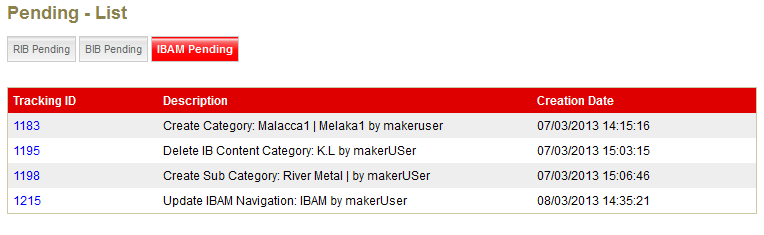 Pending - List
RIB Pending BIB Pending IBAM Pending
Tracking ID Description Creation Date
1183 Create Category: Malacca1 | Melaka1 by makeruser 07/03/2013 14:15:16
1195 Delete IB Content Category: K.L by makerUSer 07/03/2013 15:03:15
1198 Create Sub Category: River Metal | by makerUSer 07/03/2013 15:06:46
1215 Update IBAM Navigation: IBAM by makerUser 08/03/2013 14:35:21